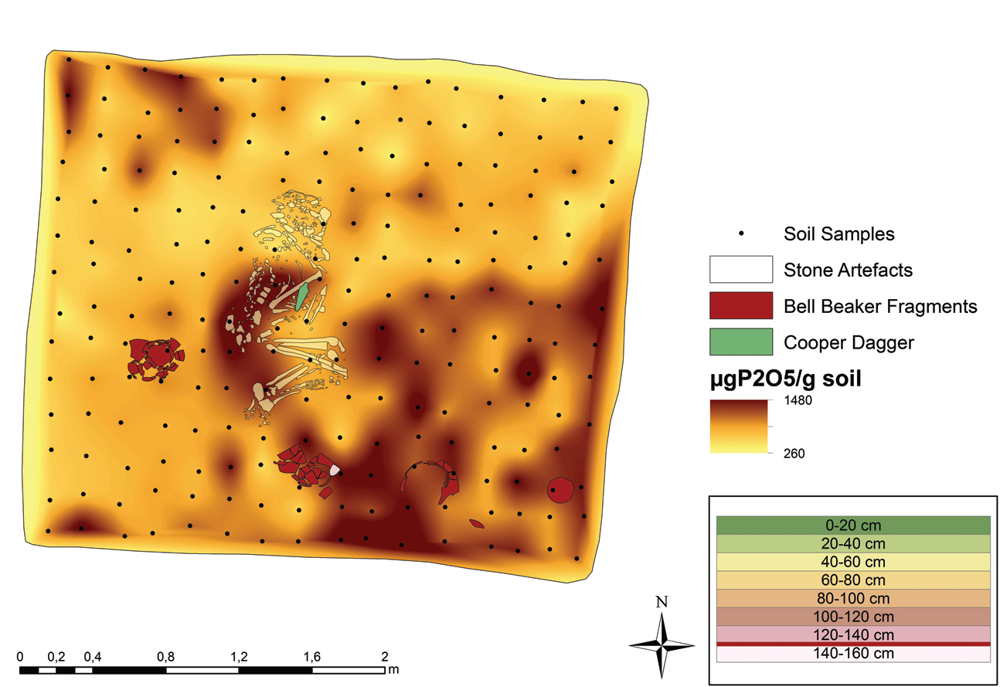 Soil Samples
Stone Artefacts
Bell Beaker Fragments
Cooper Dagger
µgP2O5/g soil
1480
260
0-20 cm
20-40 cm
40-60 cm
60-80 cm
80-100 cm
100-120 cm
120-140 cm
140-160 cm
N
0 0,2 0,4 0,8 1,2 1,6 2
m